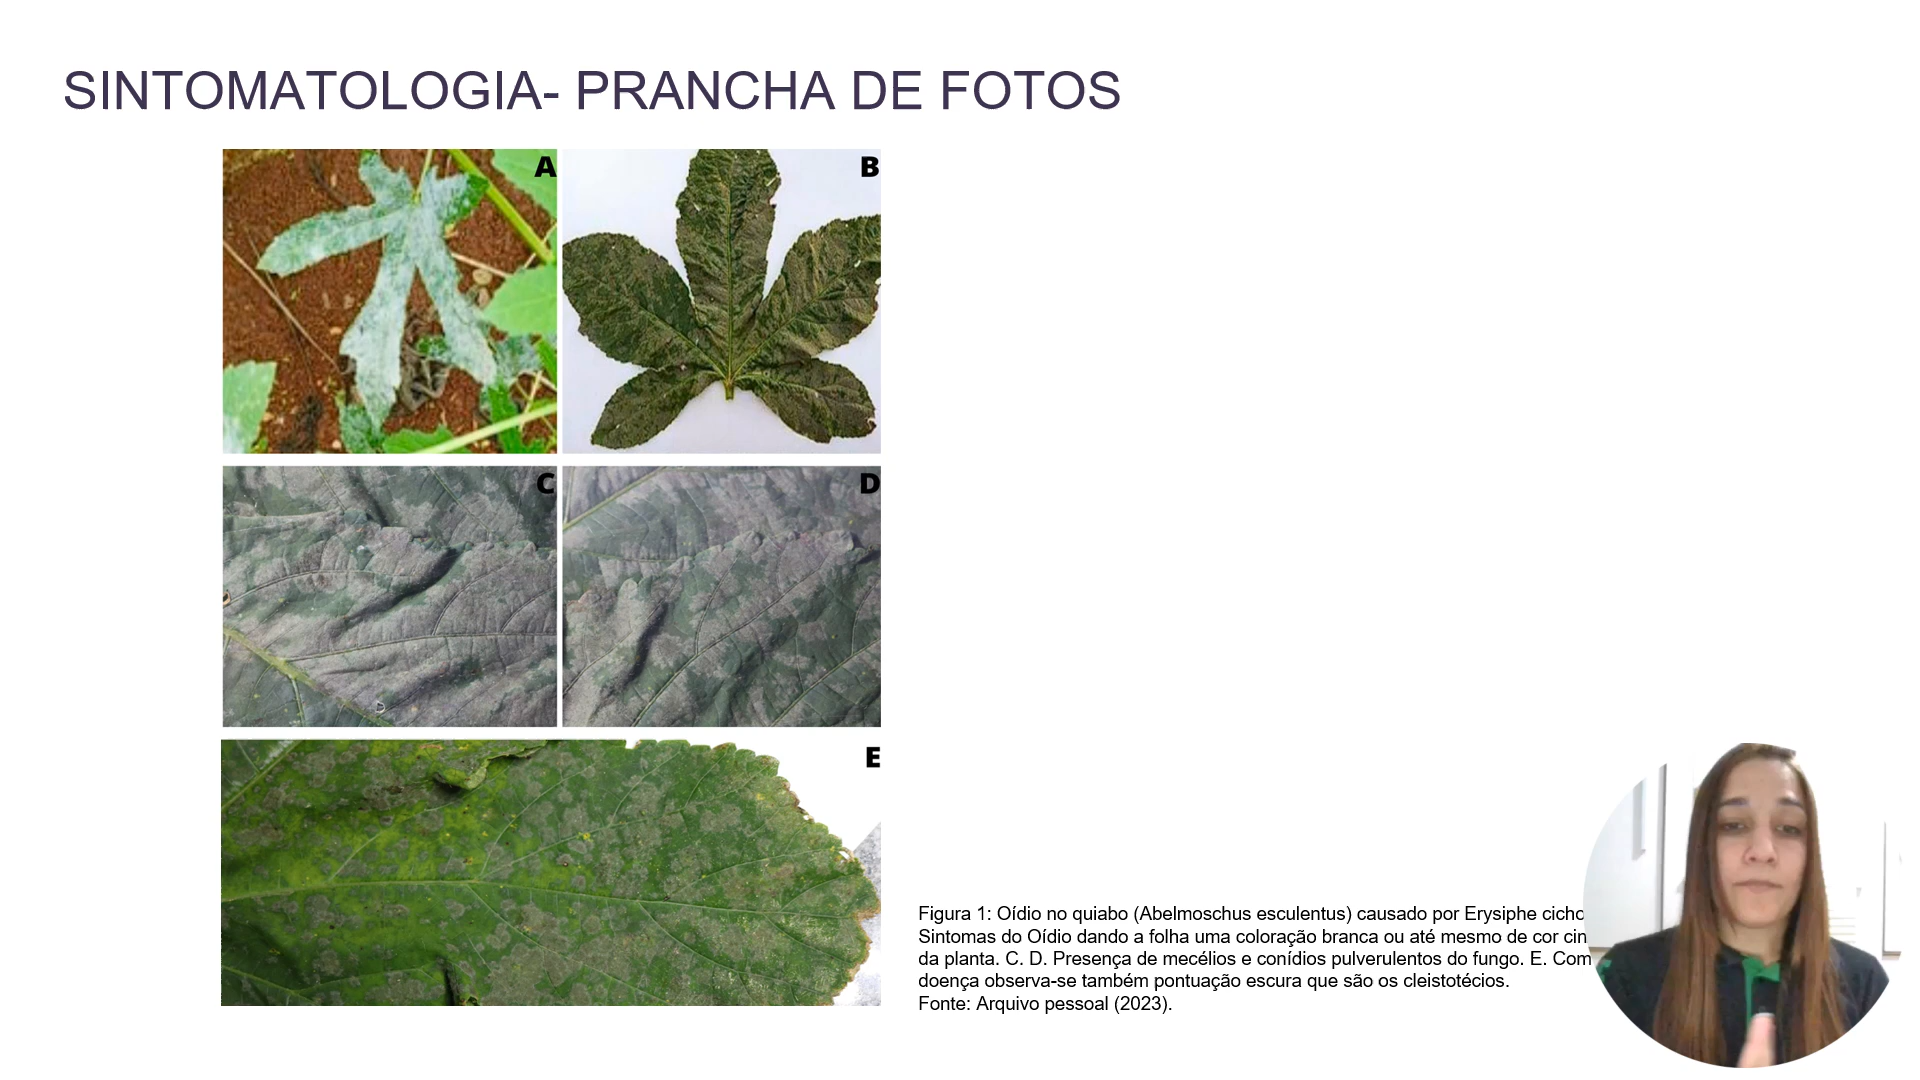 SINTOMATOLOGIA- PRANCHA DE FOTOS
A
B
C
D
E
Figura 1: Oídio no quiabo (Abelmoschus esculentus) causado por Erysiphe
Sintomas do Oídio dando a folha uma coloração branca ou até mesmo de cor
da planta. C. D. Presença de mecélios e conídios pulverulentos do fungo. E. Com
doença observa-se também pontuação escura que são os cleistotécios.
Fonte: Arquivo pessoal (2023).